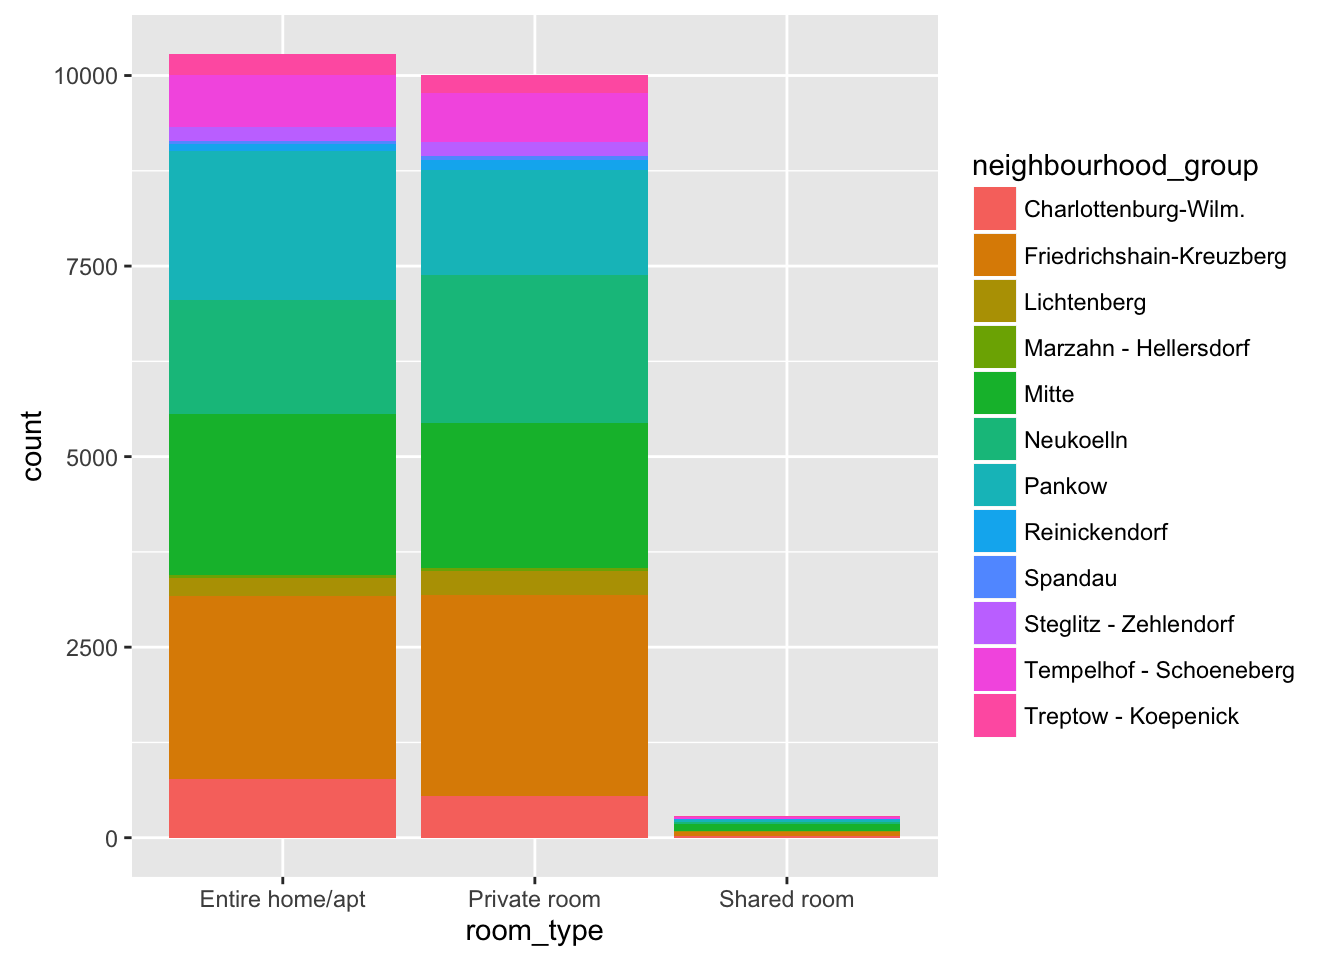 10000
7500
5000
2500
0
count
Entire home/apt
Private room
Shared room
room_type
neighbourhood_group
Charlottenburg-Wilm.
Friedrichshain-Kreuzberg
Lichtenberg
Marzahn - Hellersdorf
Mitte
Neukoelln
Pankow
Reinickendorf
Spandau
Steglitz - Zehlendorf
Tempelhof - Schoeneberg
Treptow - Koepenick